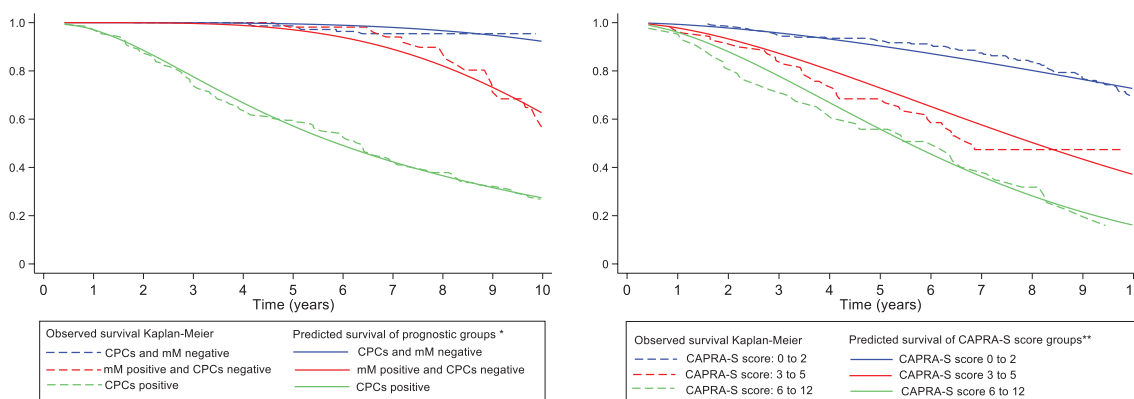 1.0
0.8
0.6
0.4
0.2
0
0 1 2 3 4 5 6 7 8 9 10
Time (years)
Observed survival Kaplan-Meier
CPCs and mM negative
mM positive and CPCs negative
CPCs positive
Predicted survival of prognostic groups *
CPCs and mM negative
mM positive and CPCs negative
CPCs positive
1.0
0.8
0.6
0.4
0.2
0
0 1 2 3 4 5 6 7 8 9 1
Time (years)
Observed survival Kaplan-Meier
CAPRA-S score: 0 to 2
CAPRA-S score: 3 to 5
CAPRA-S score: 6 to 12
Predicted survival of CAPRA-S score groups**
CAPRA-S score 0 to 2
CAPRA-S score 3 to 5
CAPRA-S score 6 to 12